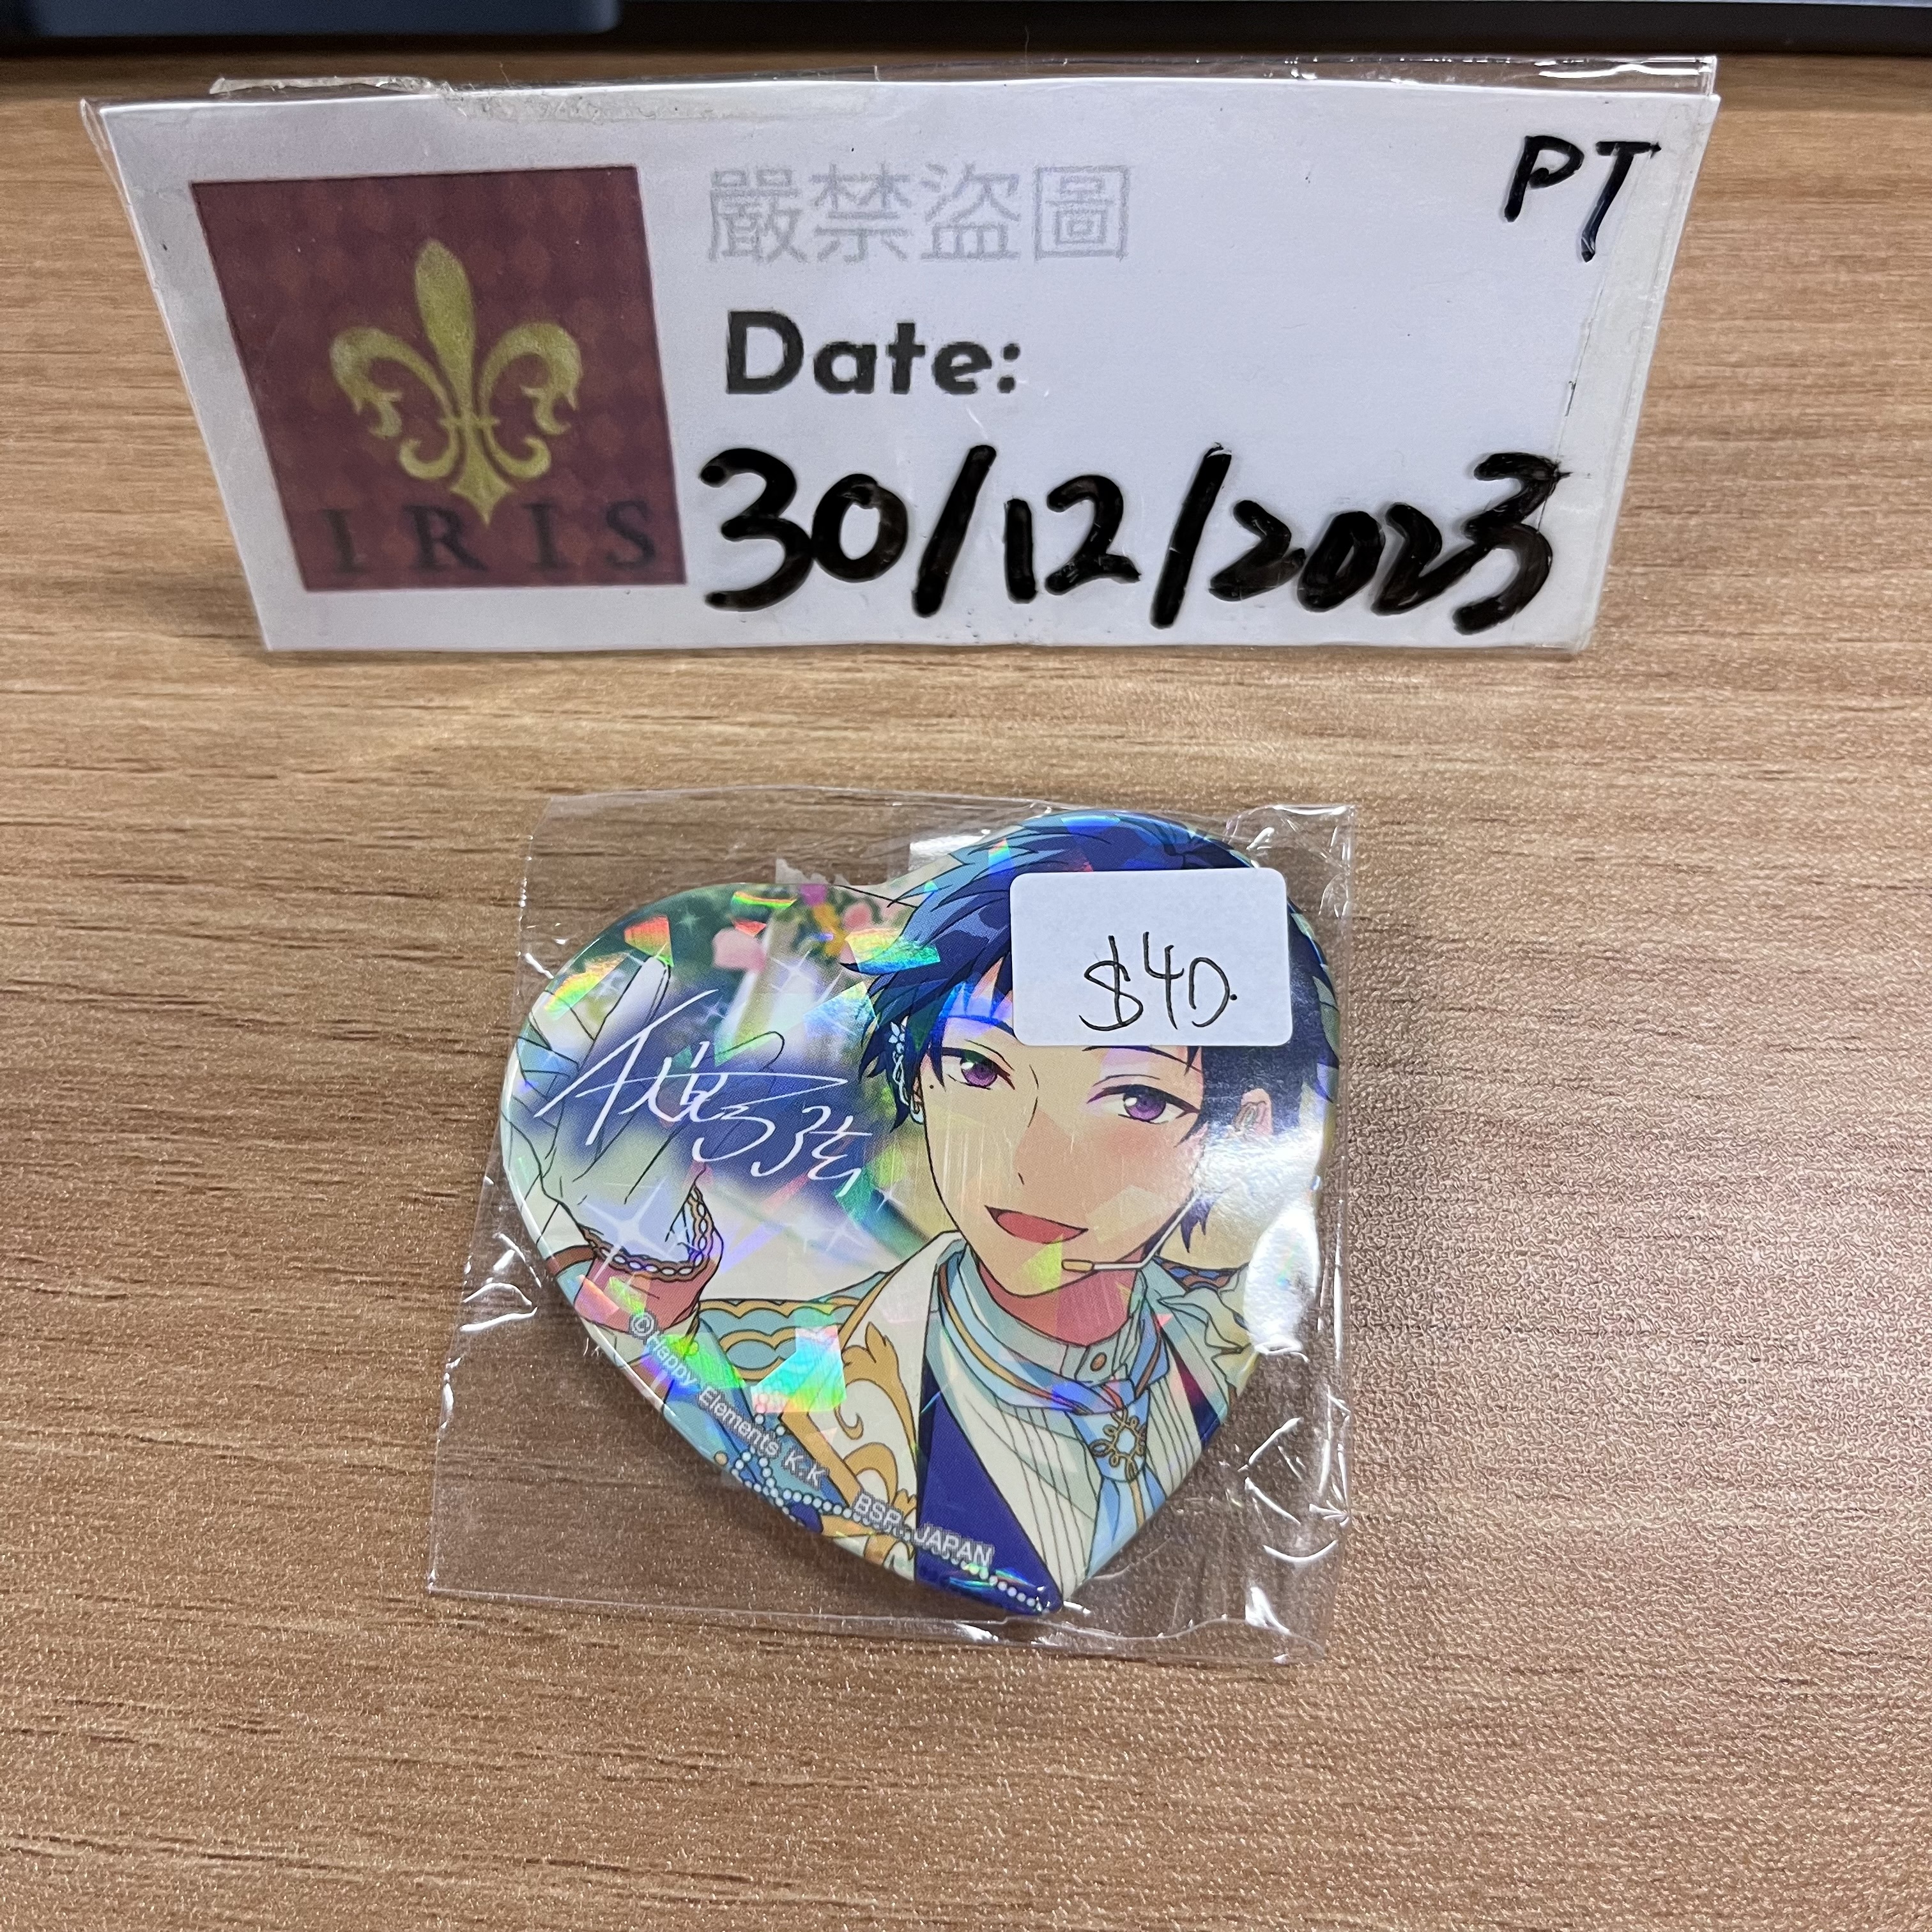 PT
嚴禁盜圖
Date:
30/12/2023
IRIS
$40.
©Happy Elements K.K
BSP. JAPAN